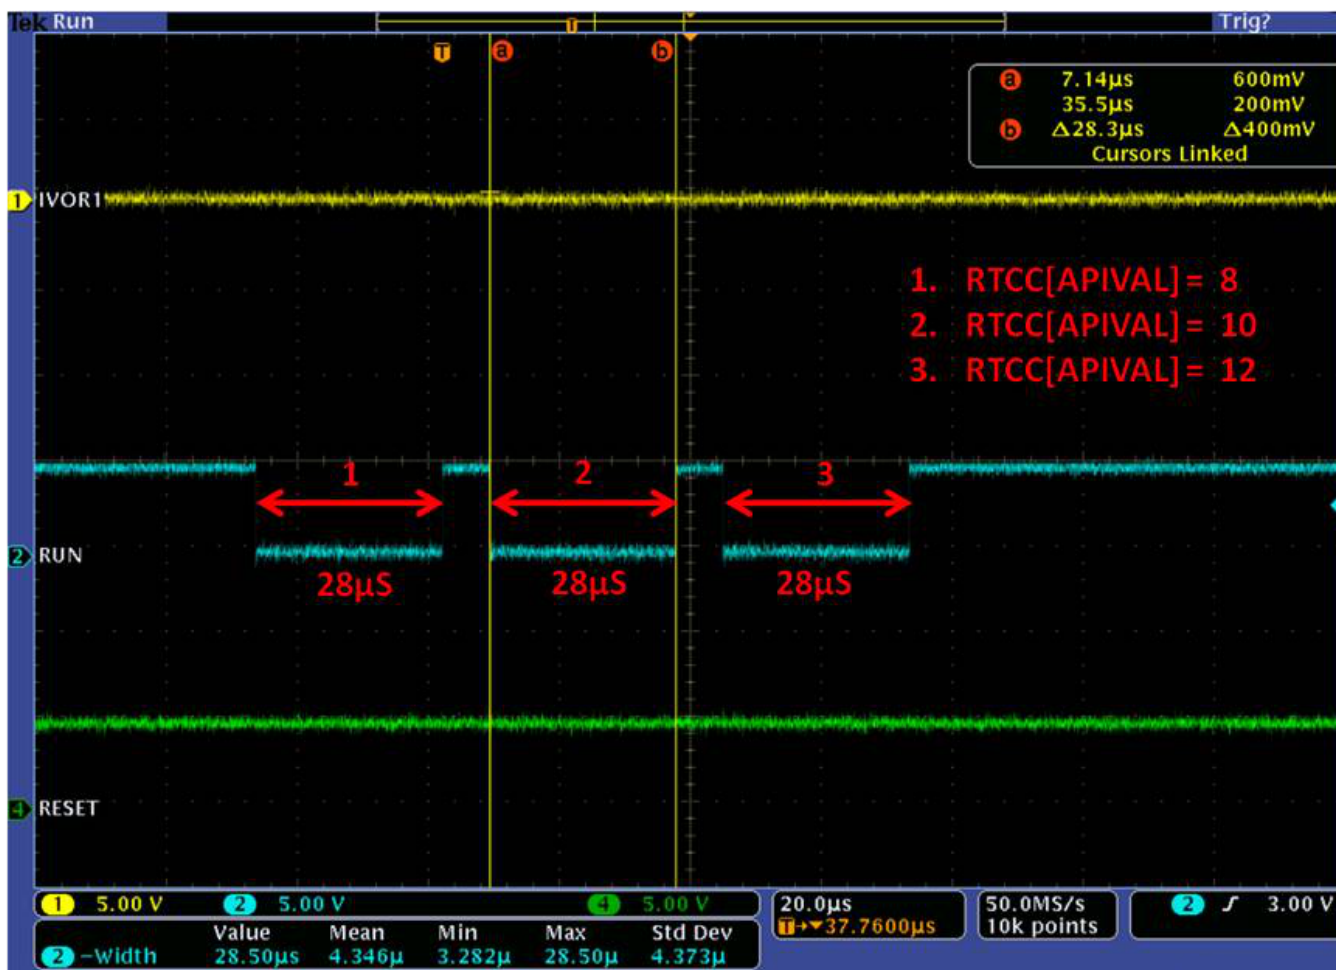 Tek Run
Trig?
T
T
a
b
a 7.14µs 600mV
35.5µs 200mV
b Δ28.3µs Δ400mV
Cursors Linked
1 IVOR1
1. RTCC[APIVAL] = 8
2. RTCC[APIVAL] = 10
3. RTCC[APIVAL] = 12
1 2 3
2 RUN
28µS 28µS 28µS
4 RESET
1 5.00 V 2 5.00 V 4 5.00 V
20.0µs
T→▼37.7600µs
50.0MS/s
10k points
2 ∫ 3.00 V
Value Mean Min Max Std Dev
2 −Width 28.50µs 4.346µ 3.282µ 28.50µ 4.373µ